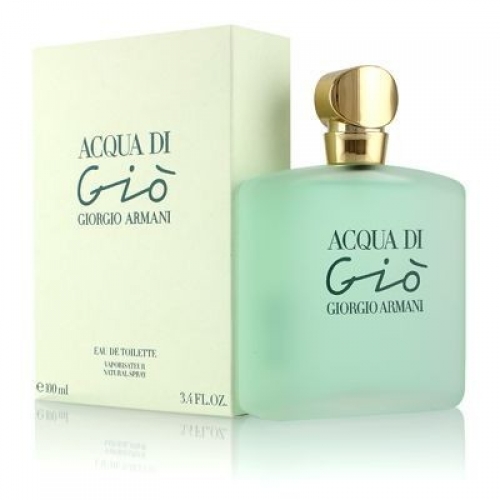 ACQUA DI
Giò
GIORGIO ARMANI
EAU DE TOILETTE
VAPORISATEUR
NATURAL SPRAY
e 100 ml
3.4 FL.OZ.
ACQUA DI
Giò
GIORGIO ARMANI